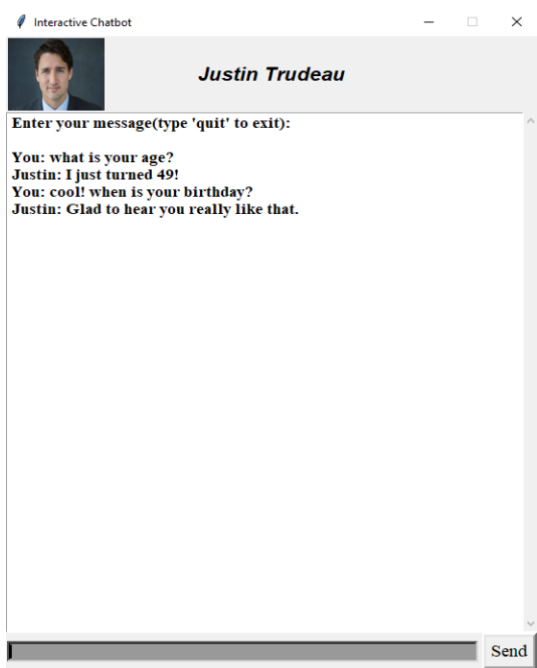 Interactive Chatbot
Justin Trudeau
Enter your message(type 'quit' to exit):
You: what is your age?
Justin: I just turned 49!
You: cool! when is your birthday?
Justin: Glad to hear you really like that.
Send